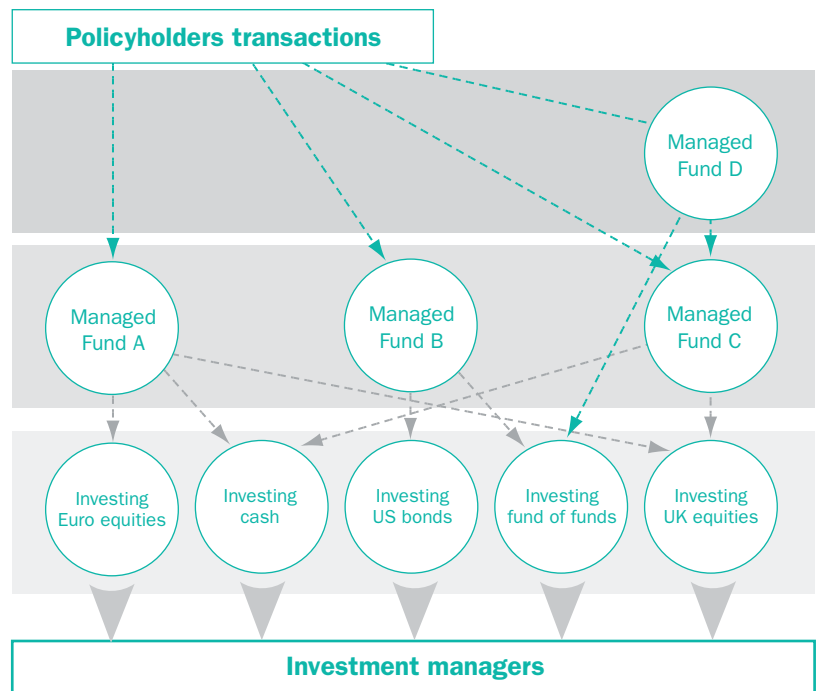 Policyholders transactions
Managed
Fund D
Managed
Fund A
Managed
Fund B
Managed
Fund C
Investing
Euro equities
Investing
cash
Investing
US bonds
Investing
fund of funds
Investing
UK equities
Investment managers